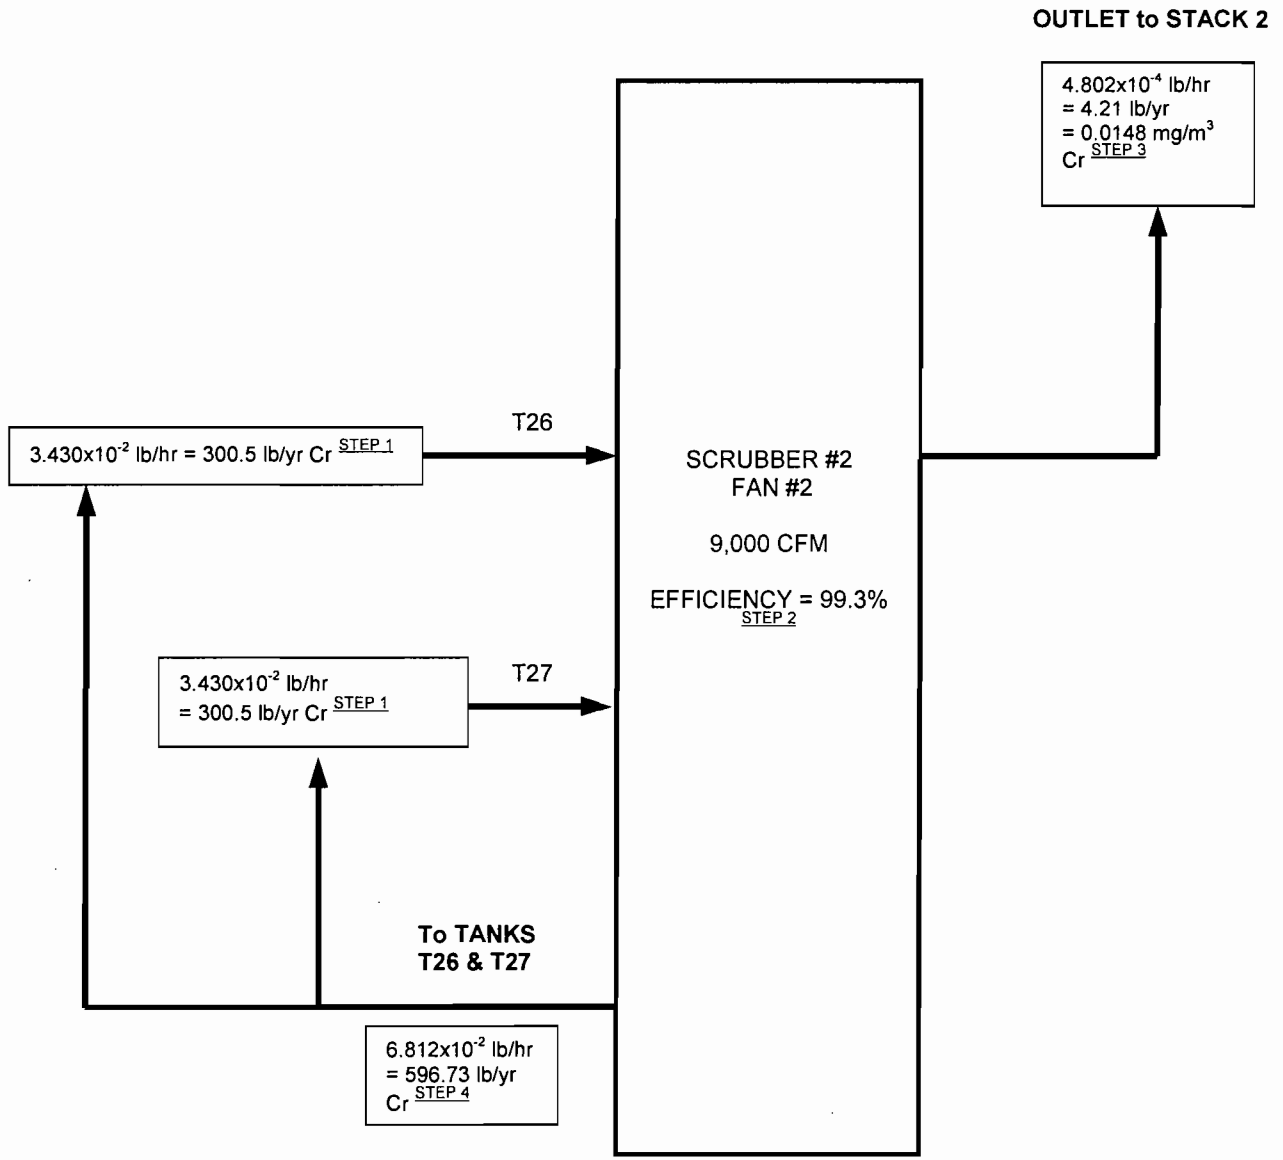 OUTLET to STACK 2
4.802x10⁻⁴ lb/hr
= 4.21 lb/yr
= 0.0148 mg/m³
Cr STEP 3
T26
3.430x10⁻² lb/hr = 300.5 lb/yr Cr STEP 1
SCRUBBER #2
FAN #2
9,000 CFM
EFFICIENCY = 99.3%
STEP 2
T27
3.430x10⁻² lb/hr
= 300.5 lb/yr Cr STEP 1
To TANKS
T26 & T27
6.812x10⁻² lb/hr
= 596.73 lb/yr
Cr STEP 4